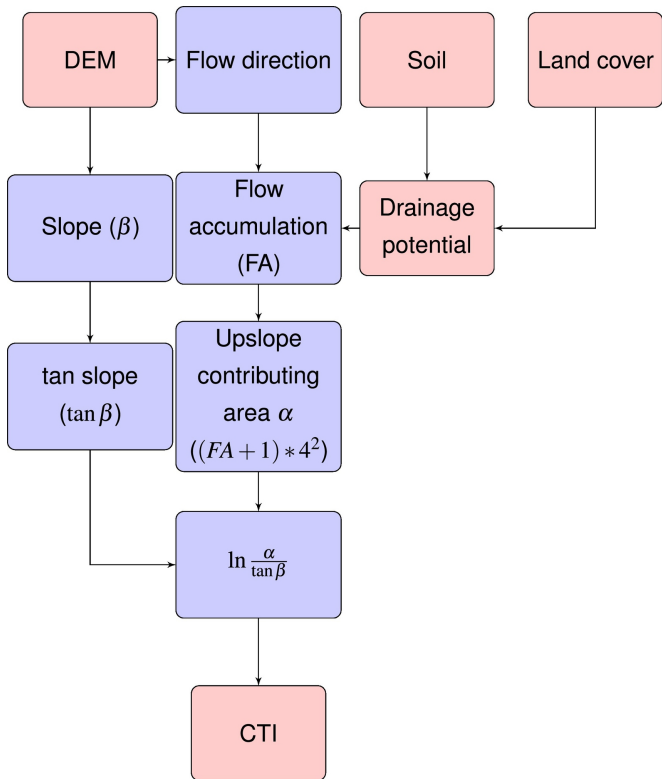 DEM
Flow direction
Soil
Land cover
Slope (β)
Flow
accumulation
(FA)
Drainage
potential
tan slope
(tan β)
Upslope
contributing
area α
((FA + 1) ∗ 4²)
ln α / tan β
CTI